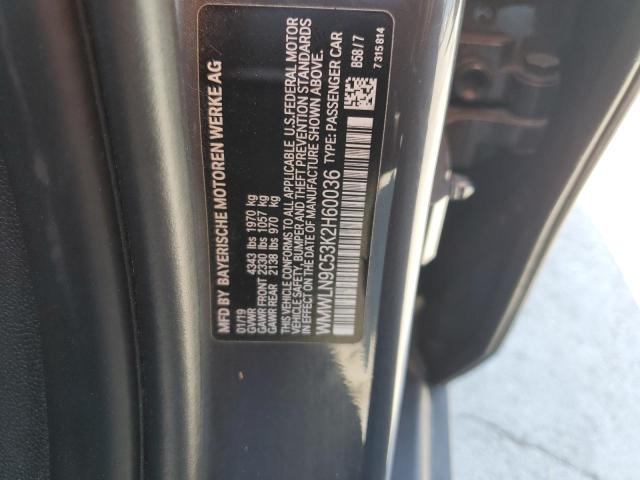 MFD BY BAYERISCHE MOTOREN WERKE AG
01/19
GVWR 4343 lbs 1970 kg
GAWR FRONT 2330 lbs 1057 kg
GAWR REAR 2138 lbs 970 kg
THIS VEHICLE CONFORMS TO ALL APPLICABLE U.S.FEDERAL MOTOR
VEHICLE SAFETY, BUMPER, AND THEFT PREVENTION STANDARDS
IN EFFECT ON THE DATE OF MANUFACTURE SHOWN ABOVE.
WMWLN9C53K2H60036 TYPE: PASSENGER CAR
B58/7
7 315 814